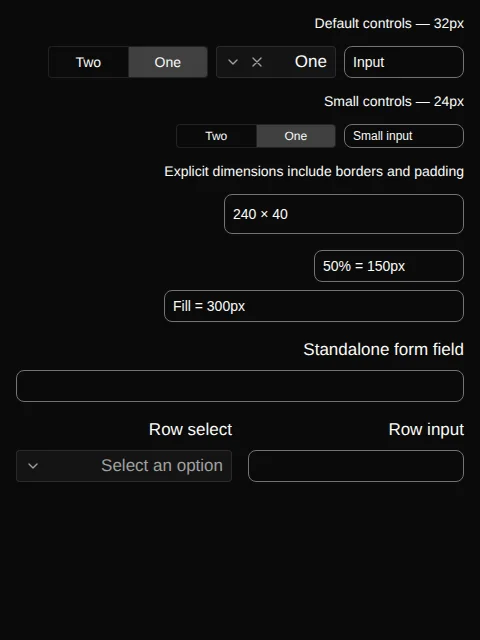 Default controls — 32px
Input One One Two
Small controls — 24px
Small input One Two
Explicit dimensions include borders and padding
240 × 40
50% = 150px
Fill = 300px
Standalone form field
Row input Row select
Select an option